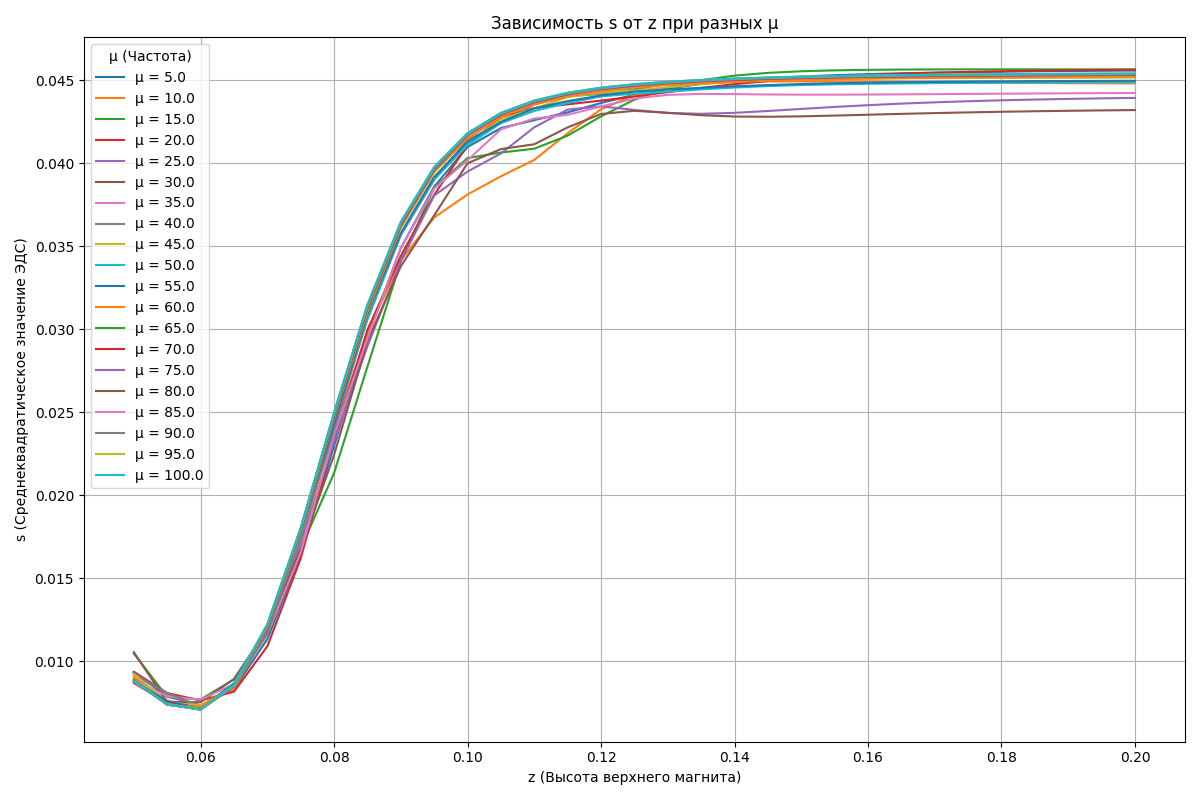 Зависимость s от z при разных μ
μ (Частота)
μ = 5.0
μ = 10.0
μ = 15.0
μ = 20.0
μ = 25.0
μ = 30.0
μ = 35.0
μ = 40.0
μ = 45.0
μ = 50.0
μ = 55.0
μ = 60.0
μ = 65.0
μ = 70.0
μ = 75.0
μ = 80.0
μ = 85.0
μ = 90.0
μ = 95.0
μ = 100.0
s (Среднеквадратическое значение ЭДС)
0.045
0.040
0.035
0.030
0.025
0.020
0.015
0.010
0.06 0.08 0.10 0.12 0.14 0.16 0.18 0.20
z (Высота верхнего магнита)